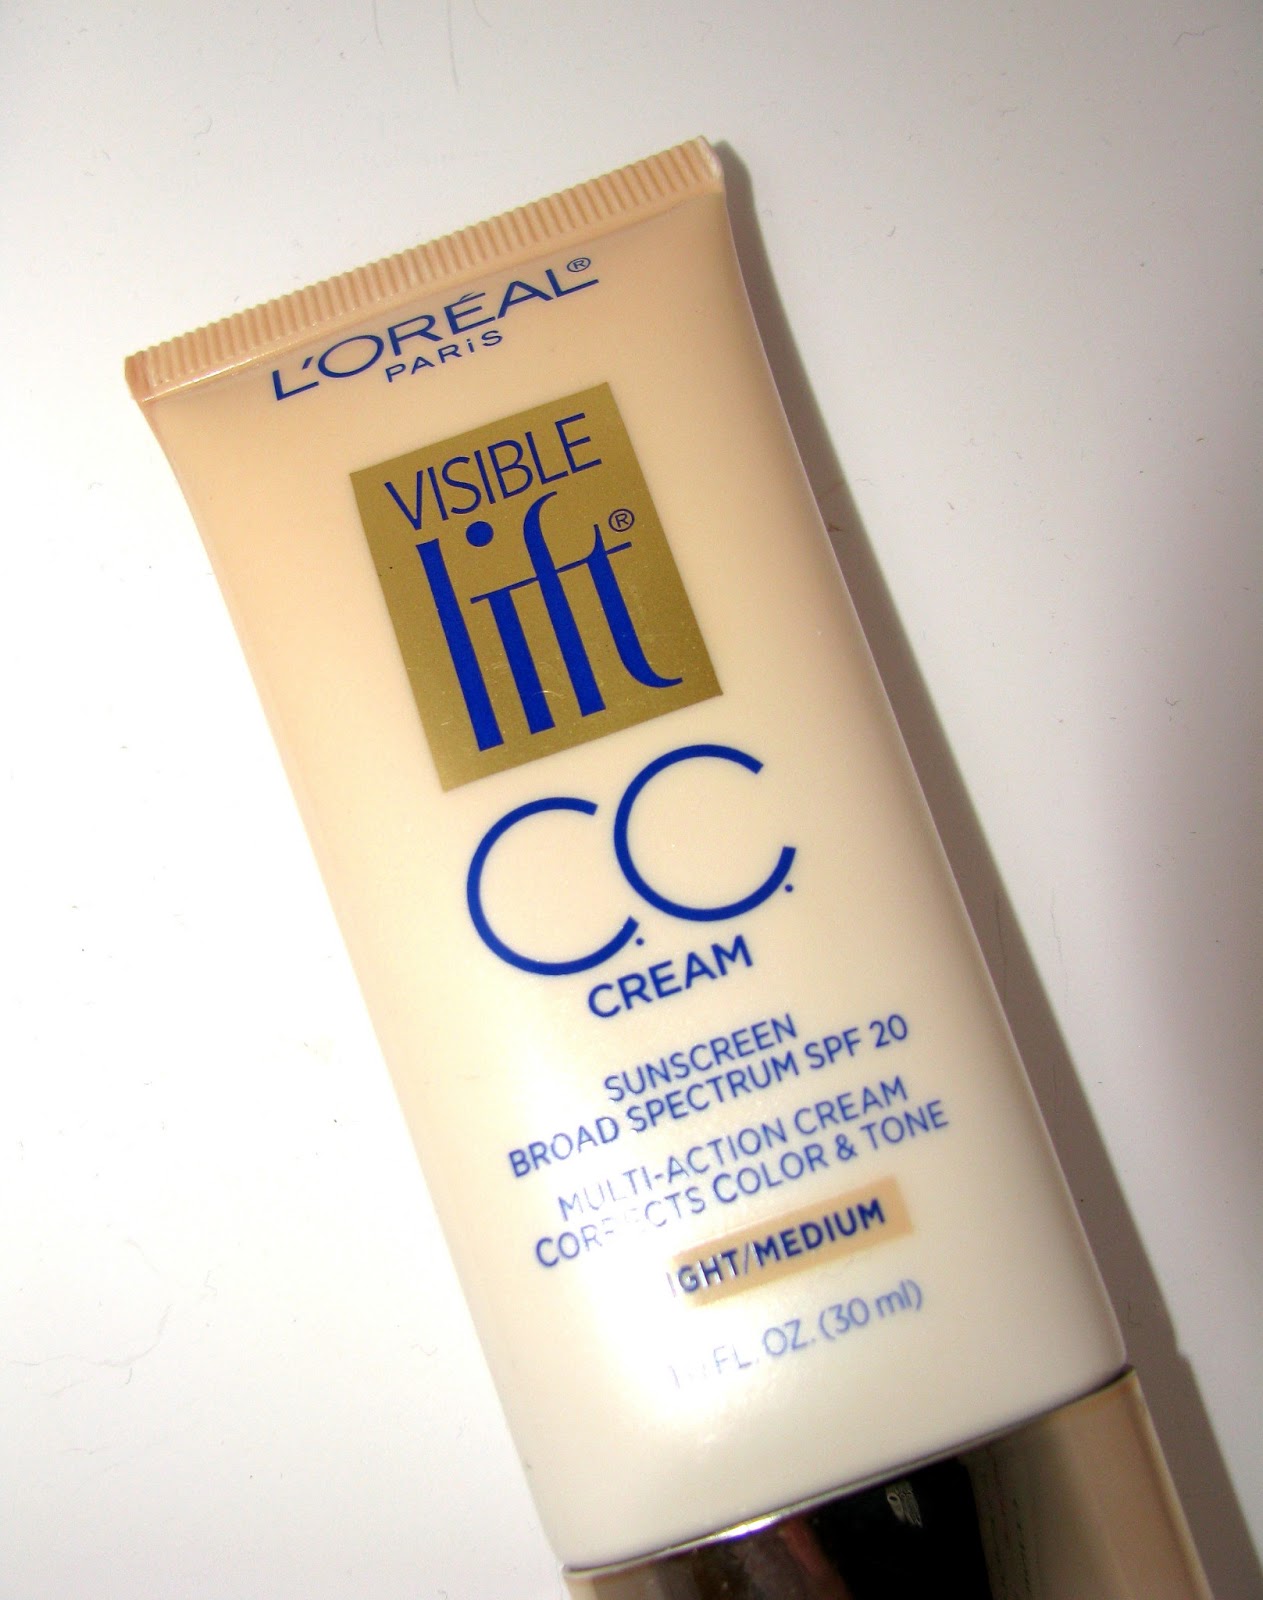 L'ORÉAL®
PARiS
VISIBLE
lift®
C.C.
CREAM
SUNSCREEN
BROAD SPECTRUM SPF 20
MULTI-ACTION CREAM
CORRECTS COLOR & TONE
LIGHT/MEDIUM
FL. OZ. (30 ml)